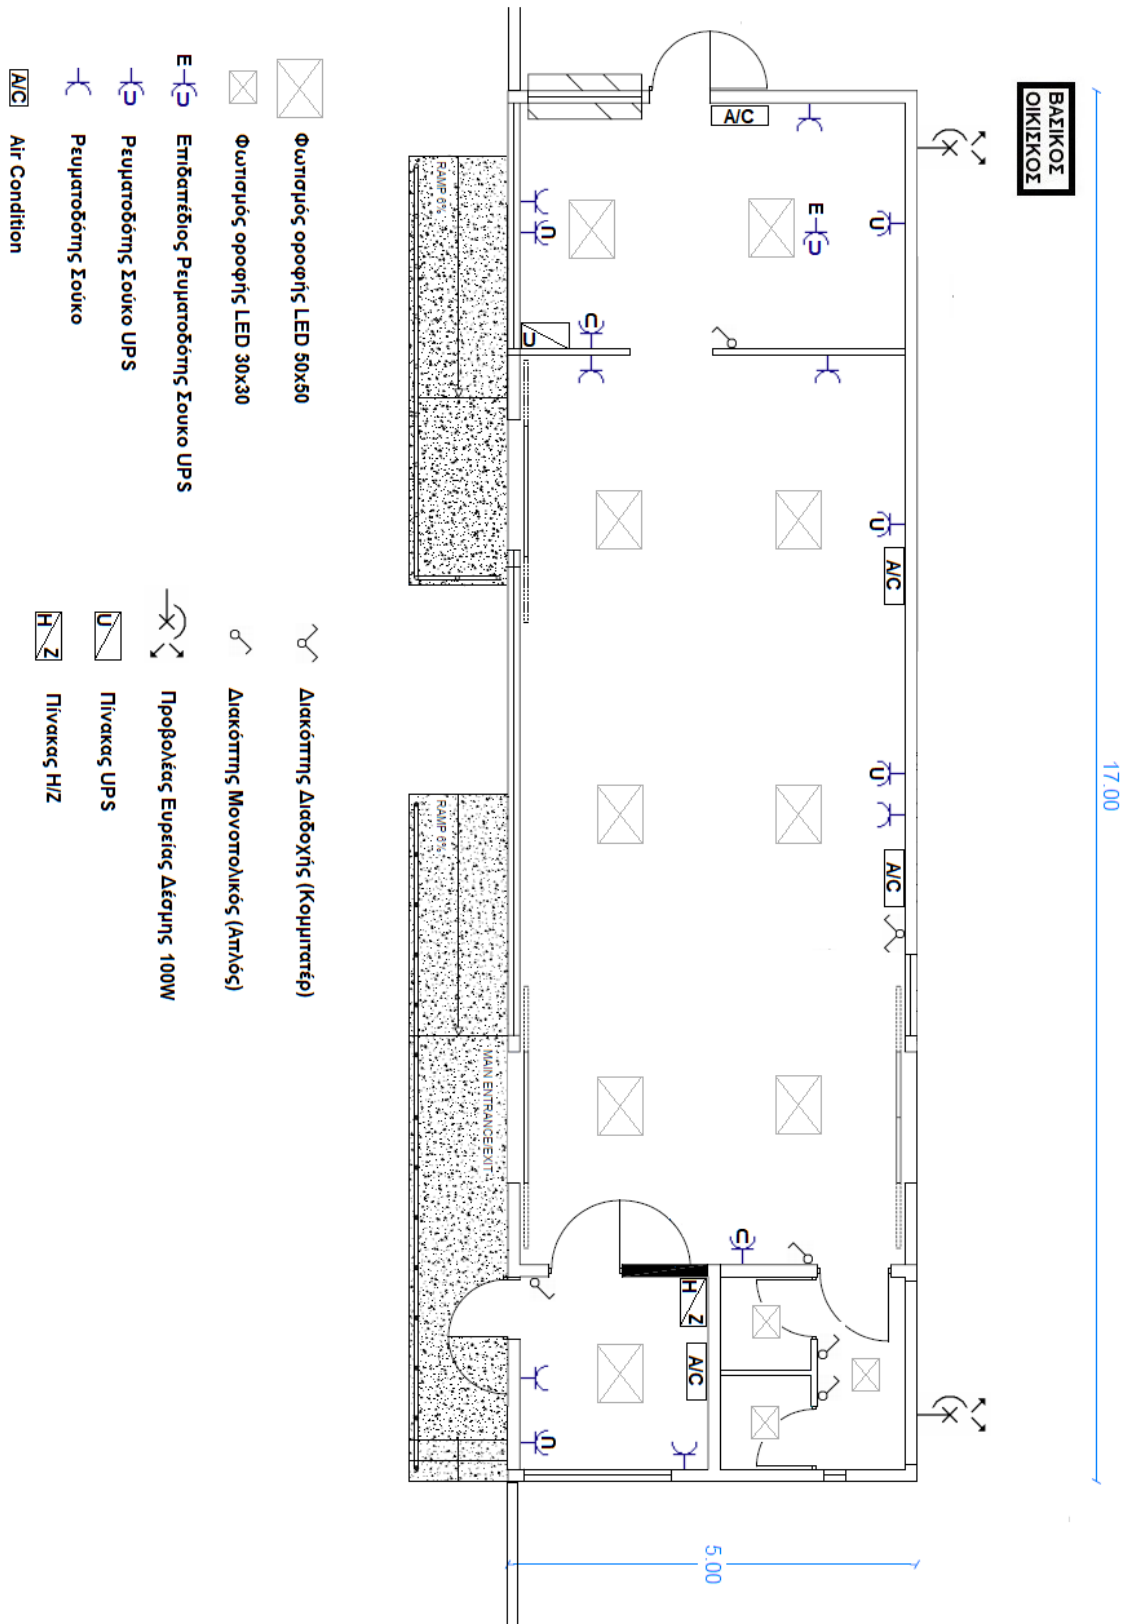 ΒΑΣΙΚΟΣ
ΟΙΚΙΣΚΟΣ
17.00
5.00
A/C
U
E
U
U
U
U
RAMP 6%
U
A/C
U
A/C
RAMP 6%
MAIN ENTRANCE/EXIT
U
H Z
A/C
U
Φωτισμός οροφής LED 50x50
Φωτισμός οροφής LED 30x30
E U Επιδαπέδιος Ρευματοδότης Σουκο UPS
U Ρευματοδότης Σούκο UPS
Ρευματοδότης Σούκο
A/C Air Condition
Διακόπτης Διαδοχής (Κομιτατέρ)
Διακόπτης Μονοπολικός (Απλός)
Προβολέας Ευρείας Δέσμης 100W
U Πίνακας UPS
H Z Πίνακας Η/Ζ